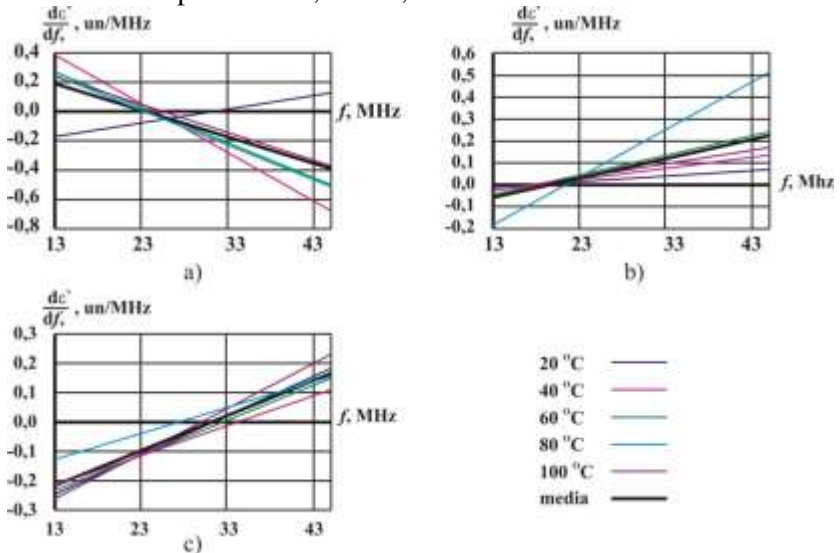 dε`
df, , un/MHz
0,4
0,2
0,0
-0,2
-0,4
-0,6
0,8
f, MHz
13 23 33 43
a)
dε`
df, , un/MHz
0,6
0,5
0,4
0,3
0,2
0,1
0,0
-0,1
-0,2
f, Mhz
13 23 33 43
b)
dε`
df, , un/MHz
0,3
0,2
0,1
0,0
-0,1
-0,2
-0,3
f, MHz
13 23 33 43
c)
20 °C
40 °C
60 °C
80 °C
100 °C
media